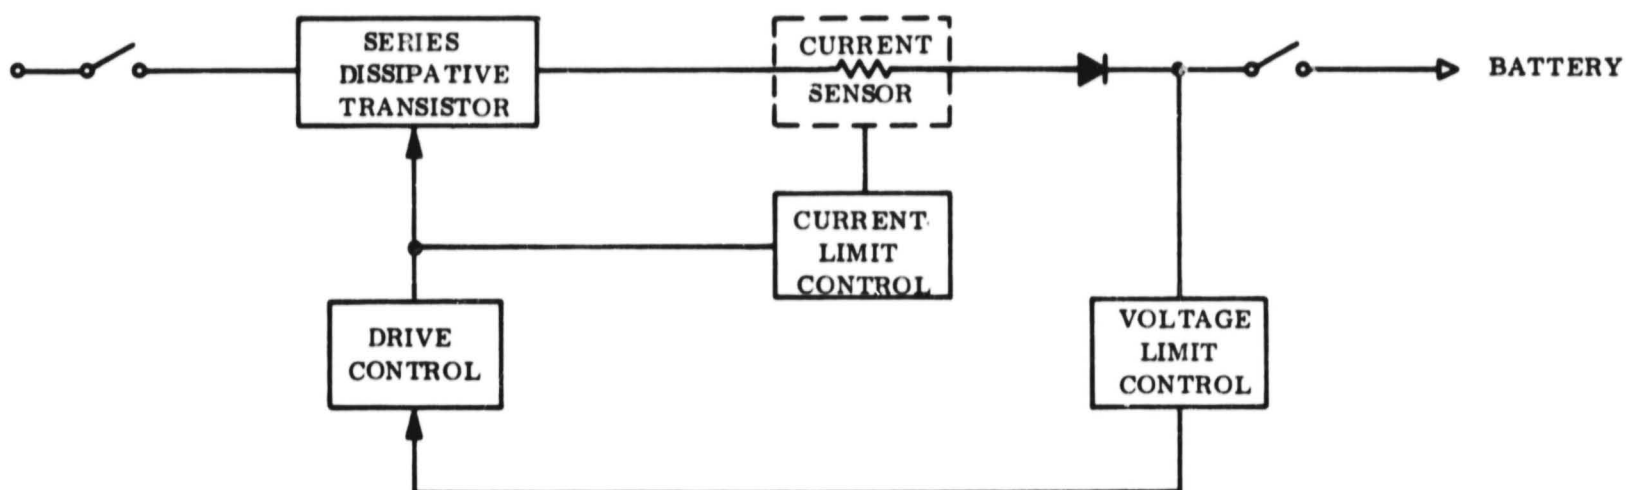 SERIES
DISSIPATIVE
TRANSISTOR
CURRENT
SENSOR
BATTERY
CURRENT
LIMIT
CONTROL
DRIVE
CONTROL
VOLTAGE
LIMIT
CONTROL